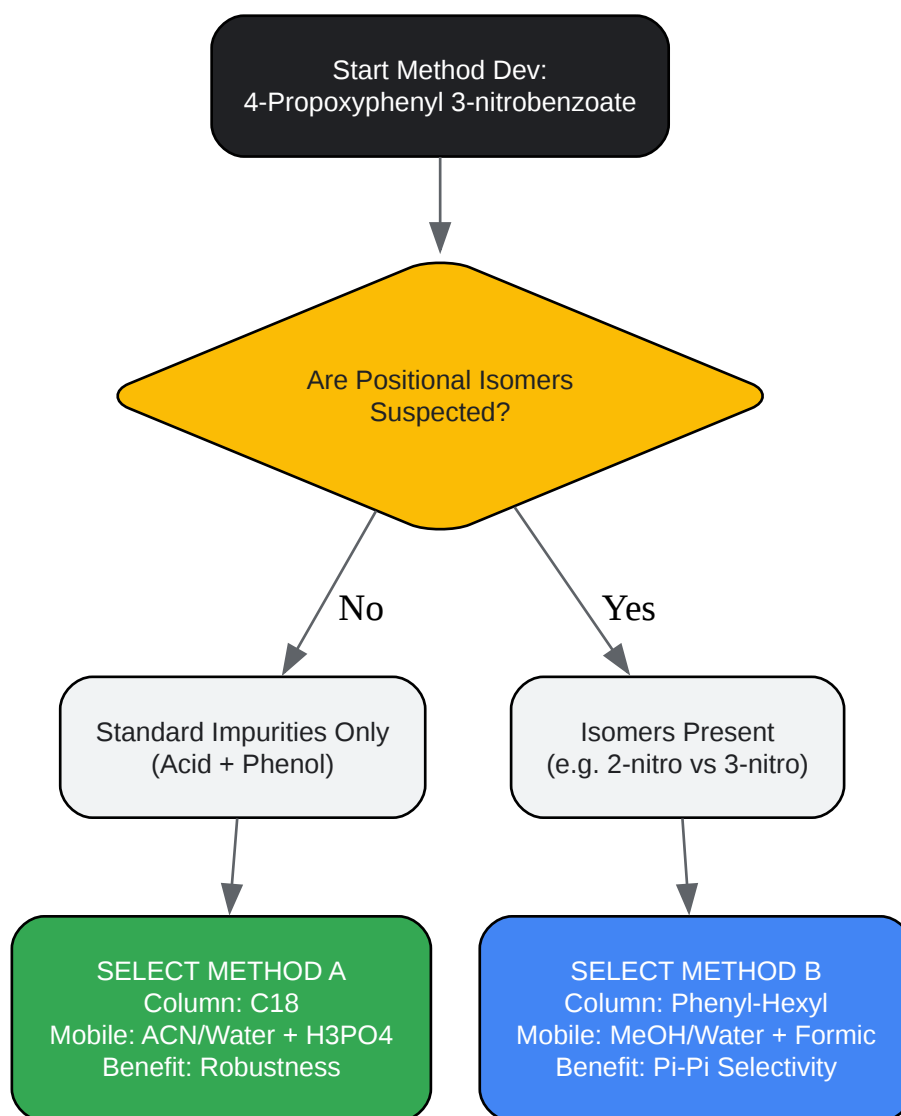 Start Method Dev:
4-Propoxyphenyl 3-nitrobenzoate
Are Positional Isomers
Suspected?
No
Yes
Standard Impurities Only
(Acid + Phenol)
Isomers Present
(e.g. 2-nitro vs 3-nitro)
SELECT METHOD A
Column: C18
Mobile: ACN/Water + H3PO4
Benefit: Robustness
SELECT METHOD B
Column: Phenyl-Hexyl
Mobile: MeOH/Water + Formic
Benefit: Pi-Pi Selectivity